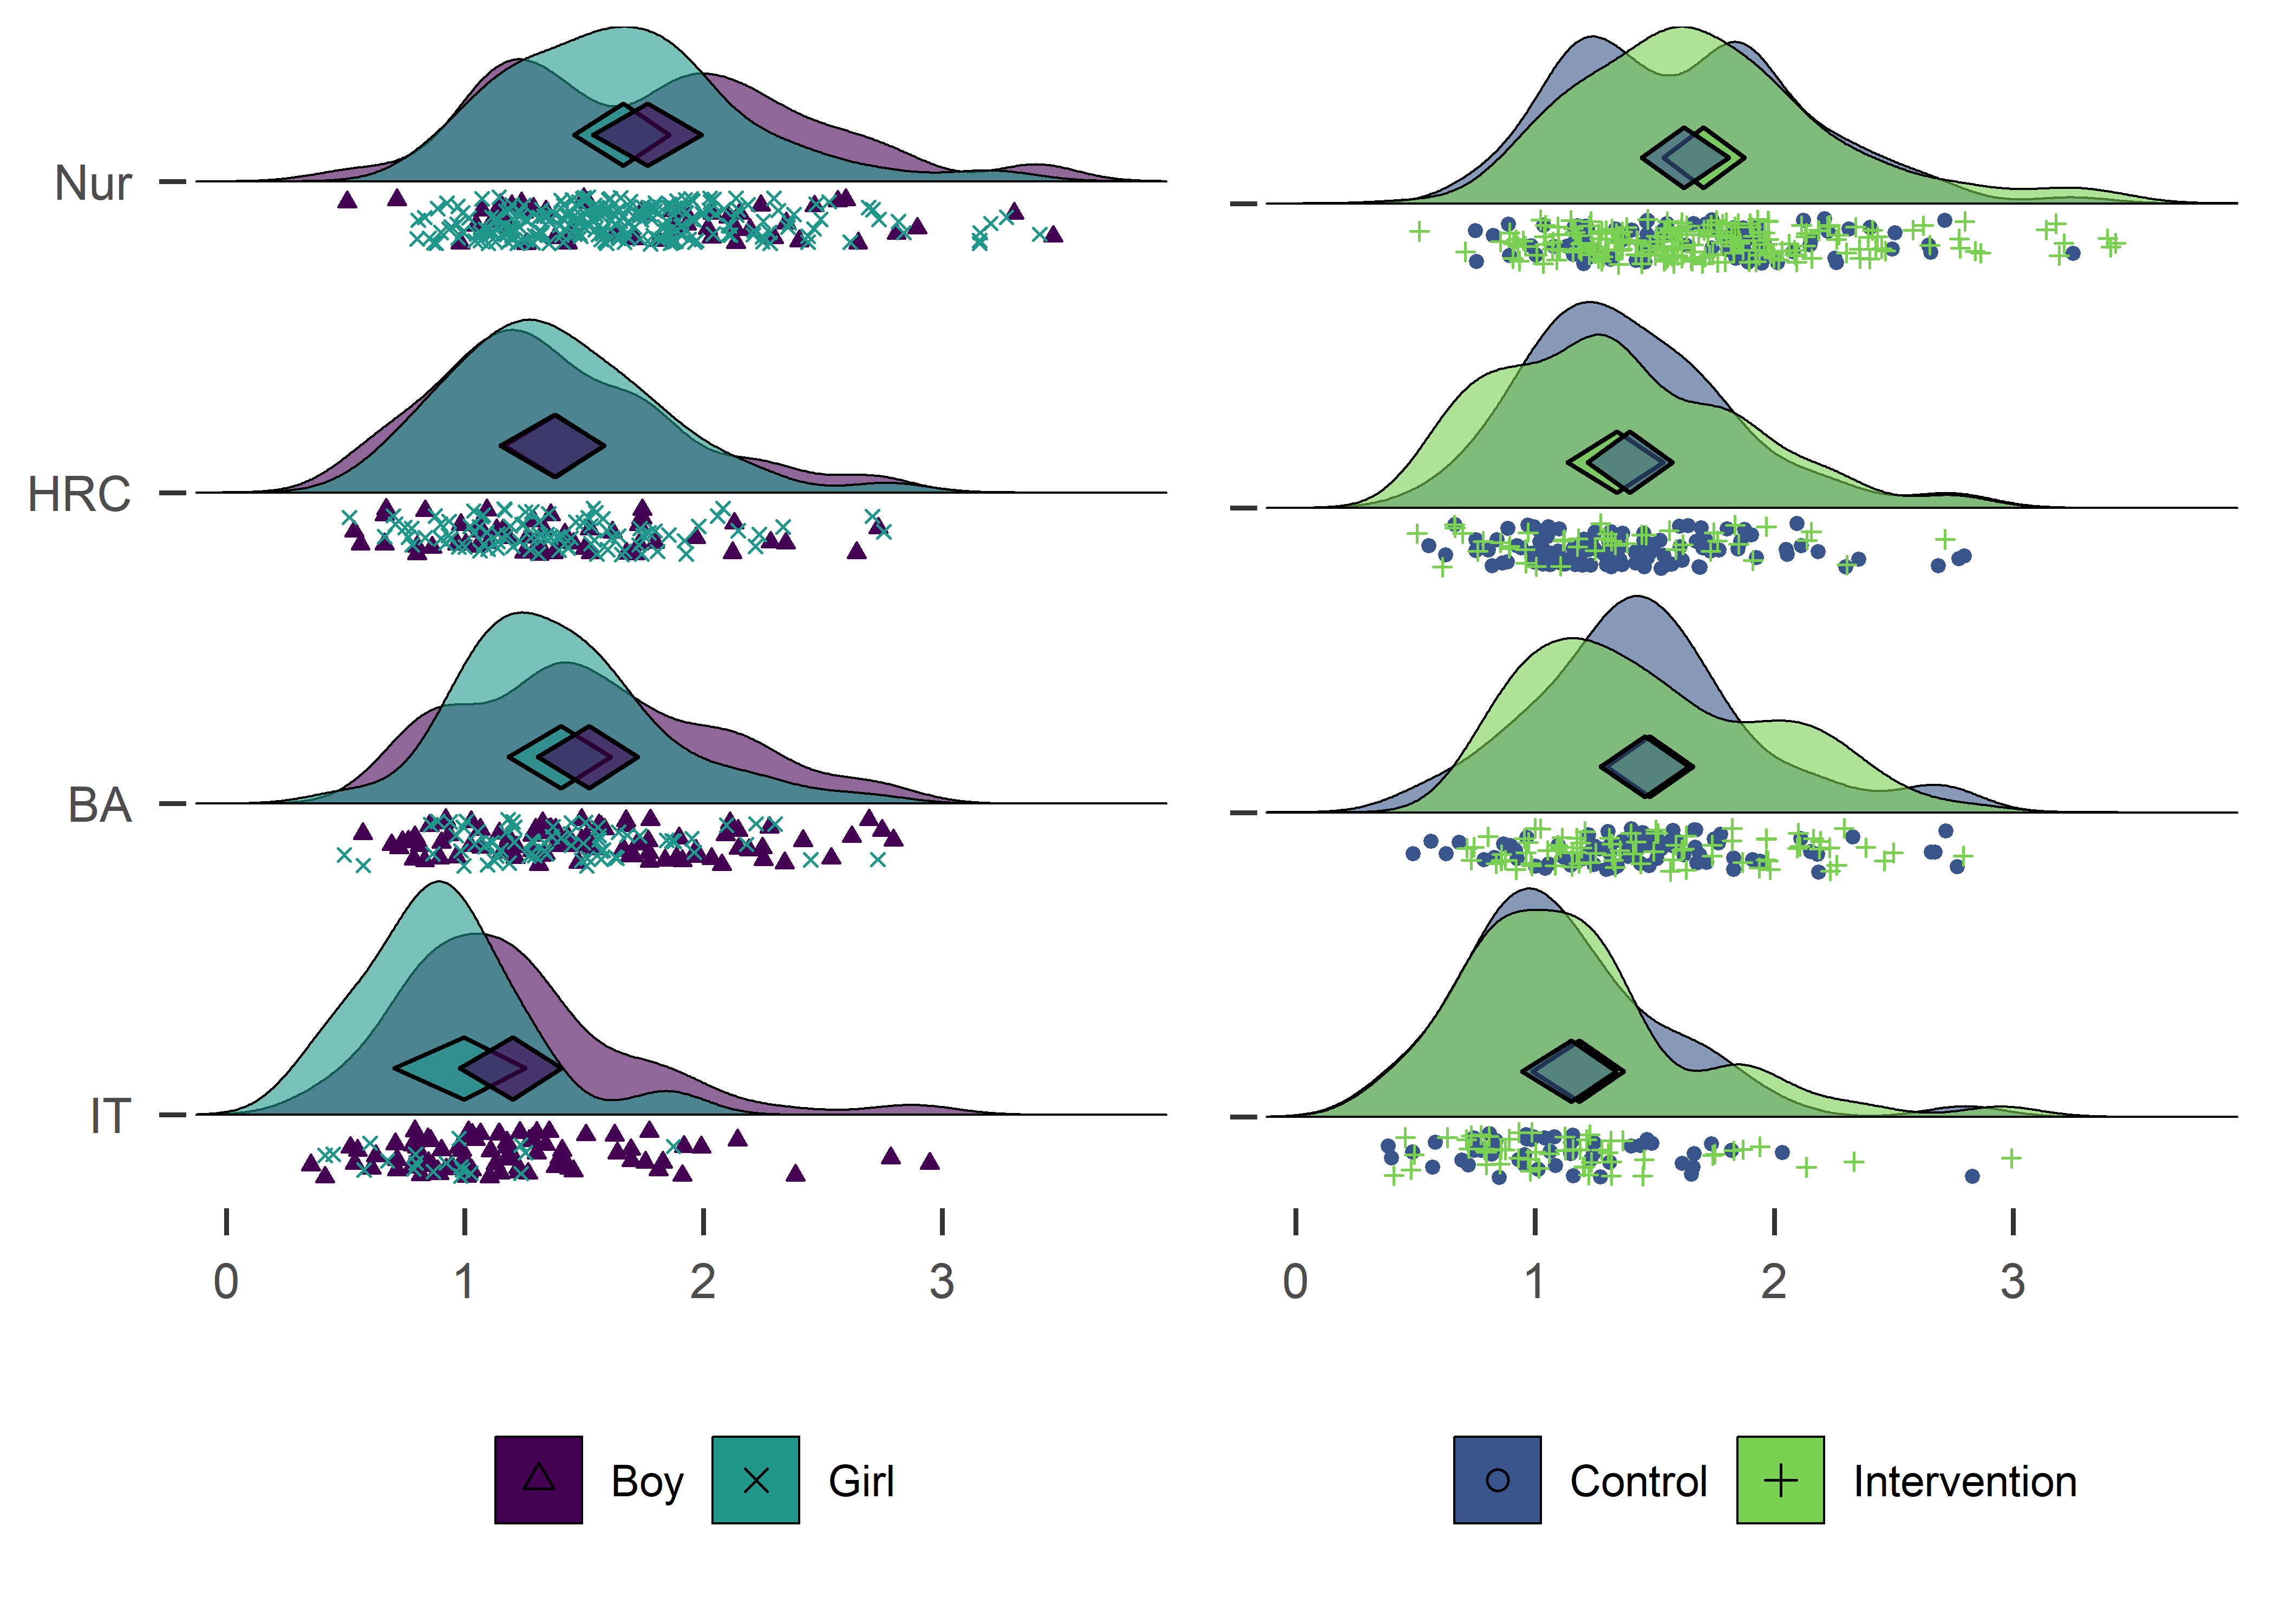 Nur
HRC
BA
IT
0 1 2 3
0 1 2 3
Boy Girl
Control Intervention